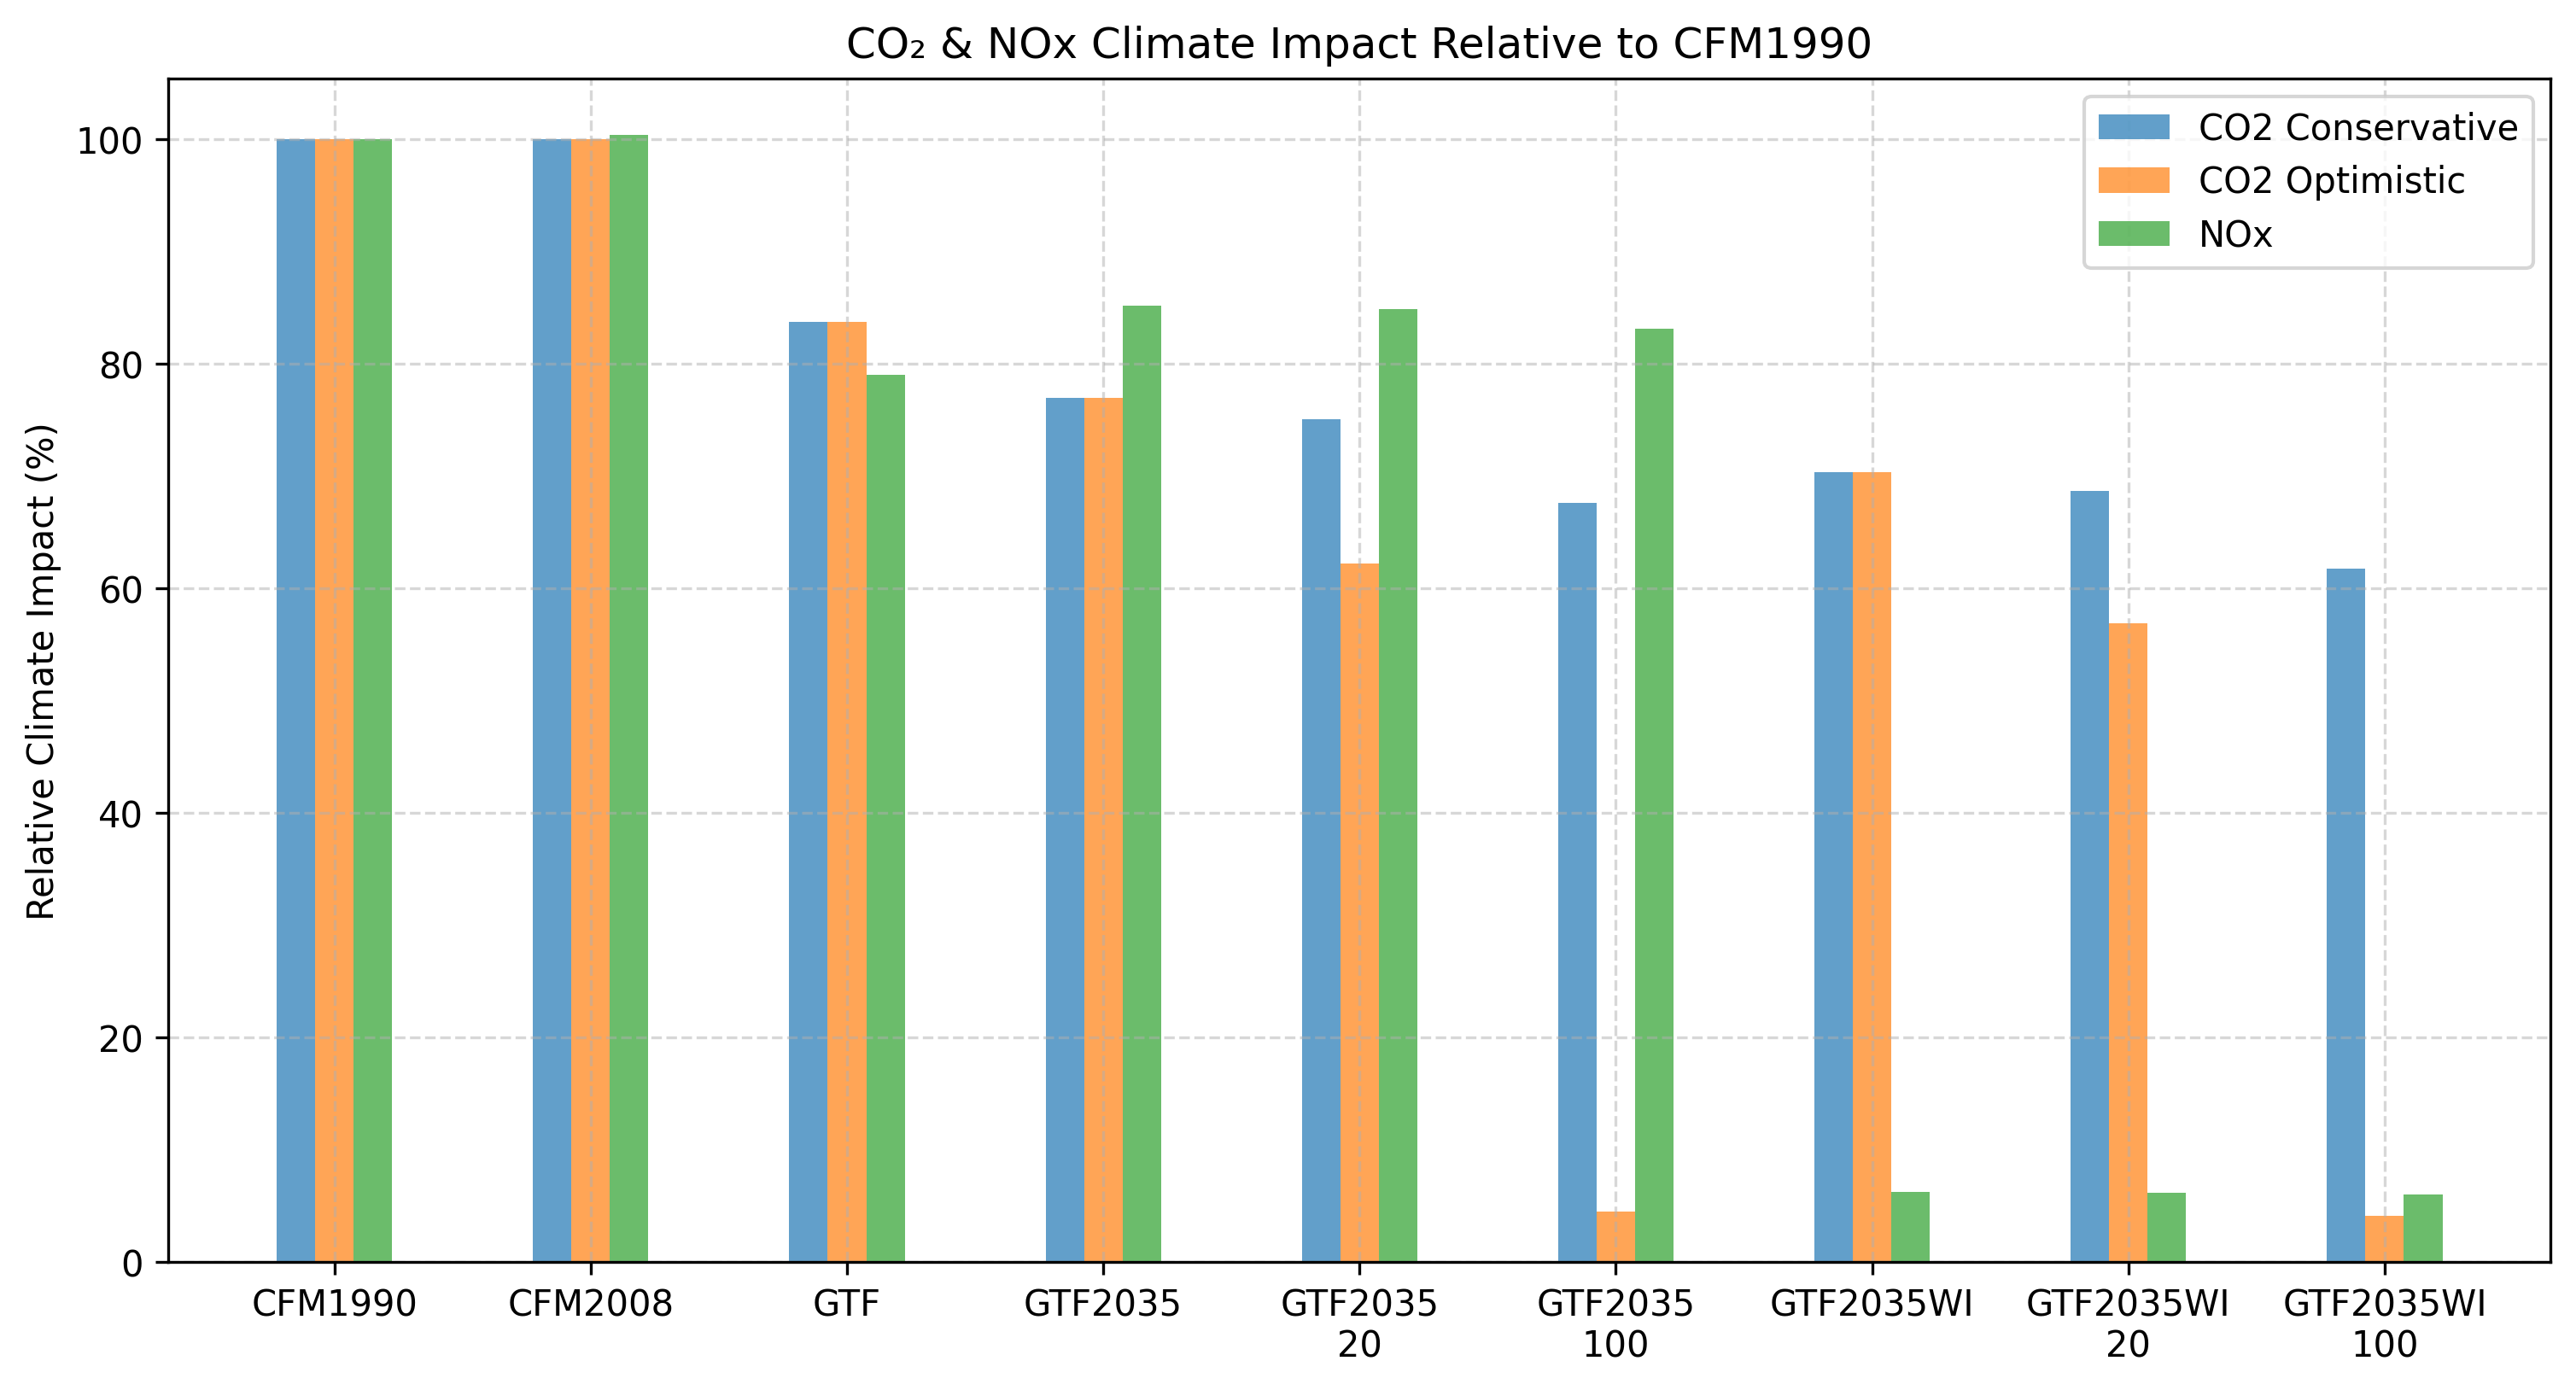 CO₂ & NOx Climate Impact Relative to CFM1990
Relative Climate Impact (%)
100
80
60
40
20
0
CO2 Conservative
CO2 Optimistic
NOx
CFM1990
CFM2008
GTF
GTF2035
GTF2035
20
GTF2035
100
GTF2035WI
GTF2035WI
20
GTF2035WI
100